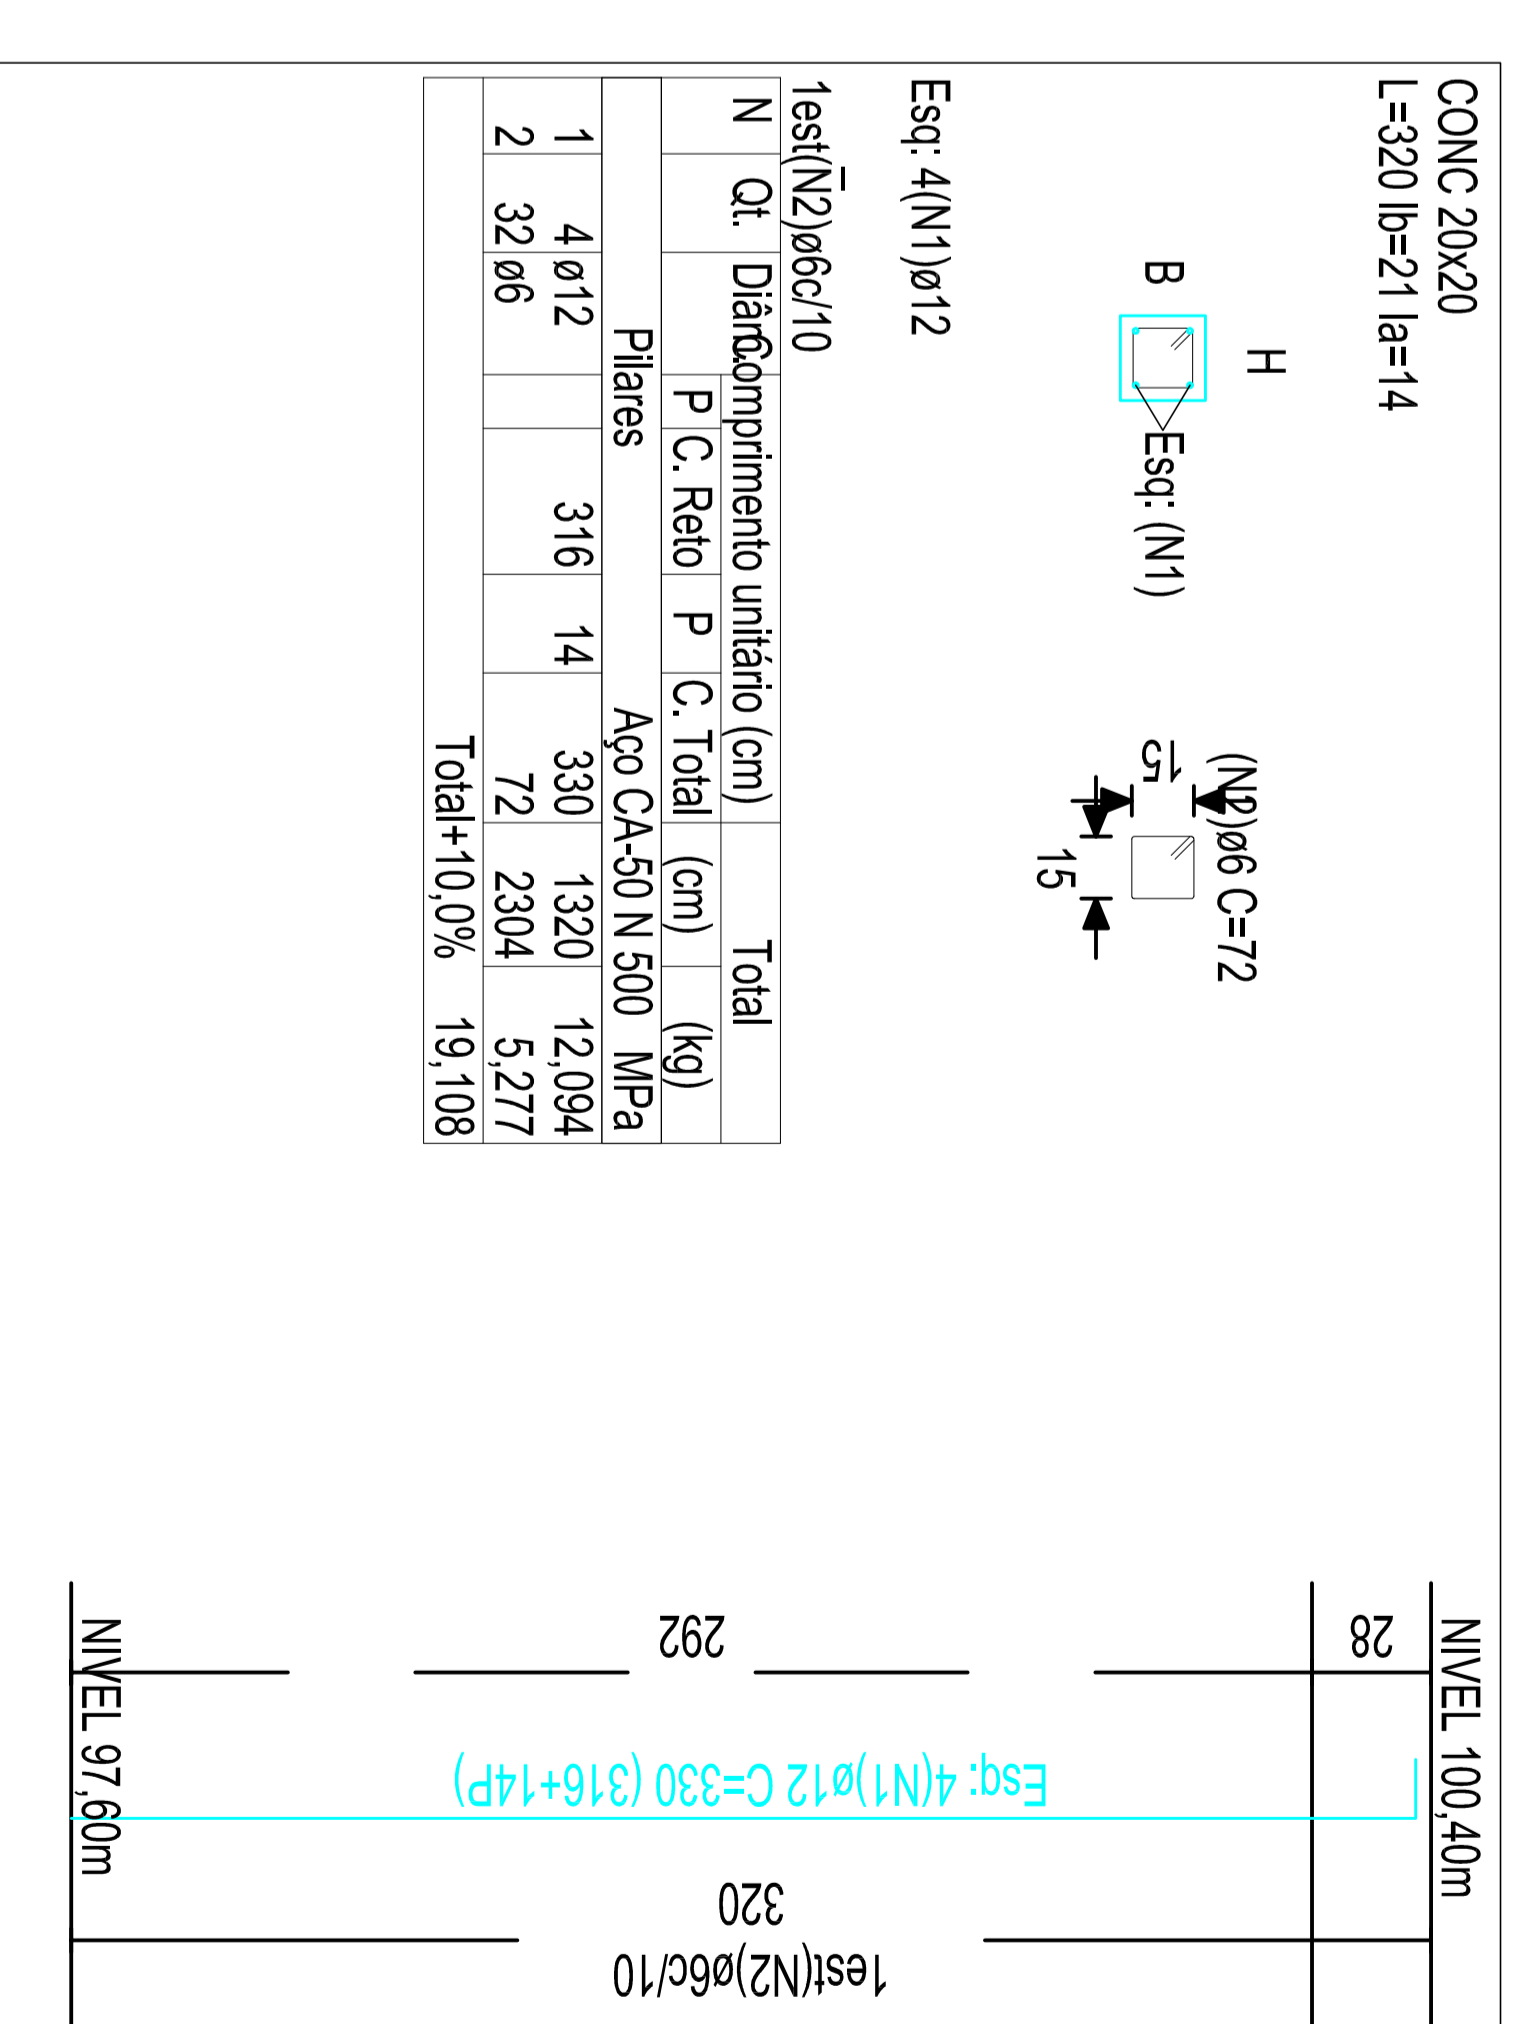 CONC 20x20
L=320 lb=21 la=14
H
B
Esq: (N1)
(N2)ø6 C=72
15
15
Esq: 4(N1)ø12
1est(N2)ø6c/10
N Qt. Diâm. Comprimento unitário (cm) Total
P C. Reto P C. Total (cm) (kg)
Pilares Aço CA-50 N 500 MPa
1 4 ø12 316 14 330 1320 12,094
2 32 ø6 72 2304 5,277
Total+10,0% 19,108
NIVEL 100,40m
28
292
Esq: 4(N1)ø12 C=330 (316+14P)
320
1est(N2)ø6c/10
NIVEL 97,60m